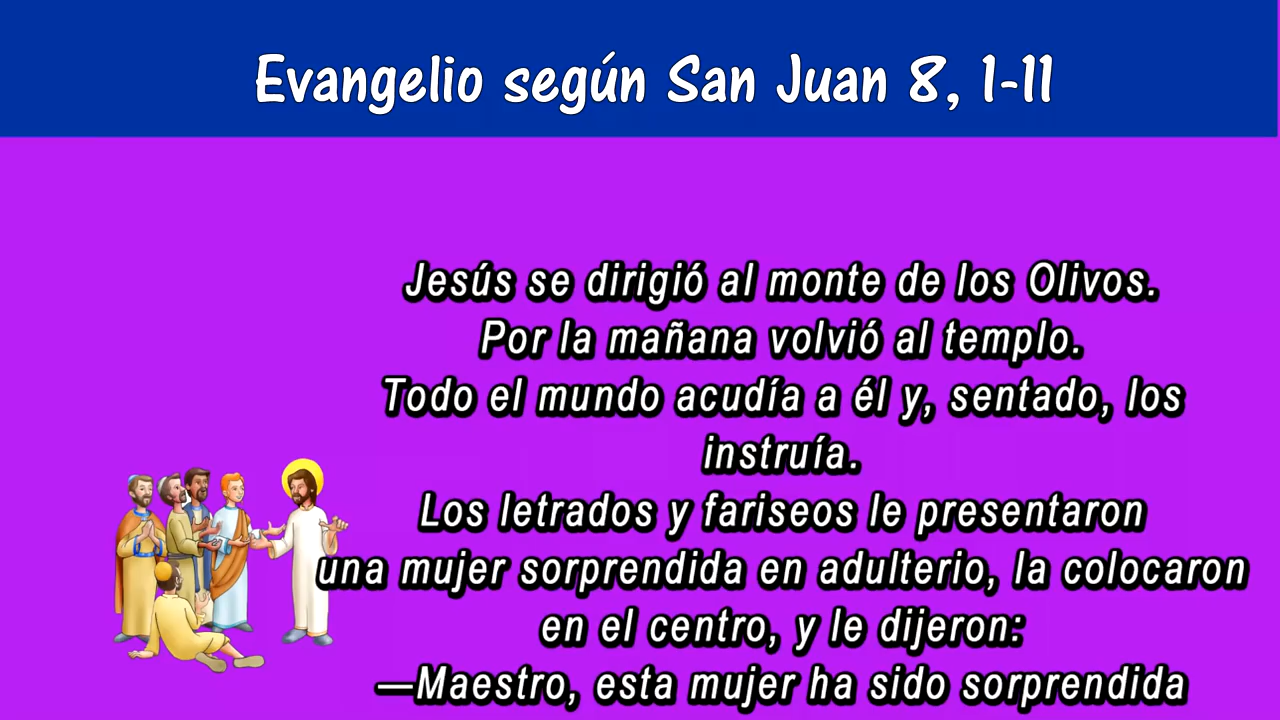 Evangelio según San Juan 8, 1-11
Jesús se dirigió al monte de los Olivos.
Por la mañana volvió al templo.
Todo el mundo acudía a él y, sentado, los
instruía.
Los letrados y fariseos le presentaron
una mujer sorprendida en adulterio, la colocaron
en el centro, y le dijeron:
—Maestro, esta mujer ha sido sorprendida